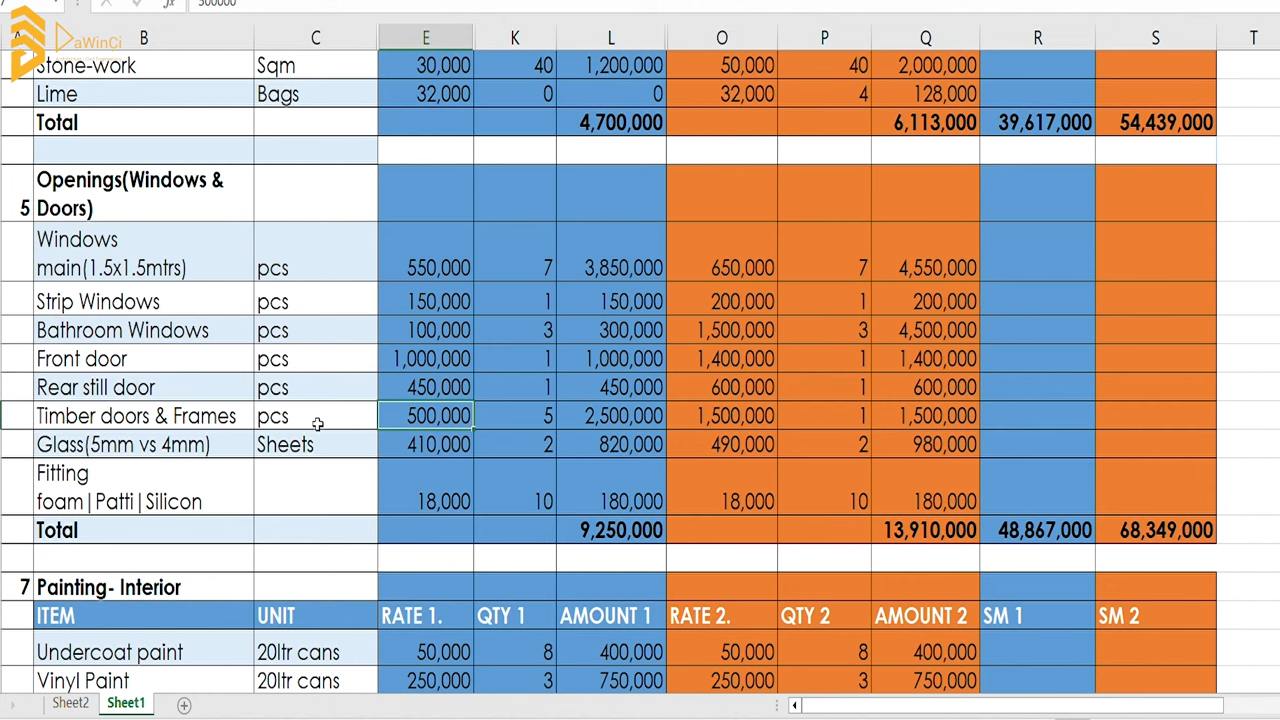 500000
DaWinCi
A B C E K L O P Q R S T
Stone-work Sqm 30,000 40 1,200,000 50,000 40 2,000,000
Lime Bags 32,000 0 0 32,000 4 128,000
Total 4,700,000 6,113,000 39,617,000 54,439,000
Openings(Windows &
5 Doors)
Windows
main(1.5x1.5mtrs) pcs 550,000 7 3,850,000 650,000 7 4,550,000
Strip Windows pcs 150,000 1 150,000 200,000 1 200,000
Bathroom Windows pcs 100,000 3 300,000 1,500,000 3 4,500,000
Front door pcs 1,000,000 1 1,000,000 1,400,000 1 1,400,000
Rear still door pcs 450,000 1 450,000 600,000 1 600,000
Timber doors & Frames pcs 500,000 5 2,500,000 1,500,000 1 1,500,000
Glass(5mm vs 4mm) Sheets 410,000 2 820,000 490,000 2 980,000
Fitting
foam|Patti|Silicon 18,000 10 180,000 18,000 10 180,000
Total 9,250,000 13,910,000 48,867,000 68,349,000
7 Painting- Interior
ITEM UNIT RATE 1. QTY 1 AMOUNT 1 RATE 2. QTY 2 AMOUNT 2 SM 1 SM 2
Undercoat paint 20ltr cans 50,000 8 400,000 50,000 8 400,000
Vinyl Paint 20ltr cans 250,000 3 750,000 250,000 3 750,000
Sheet2 Sheet1